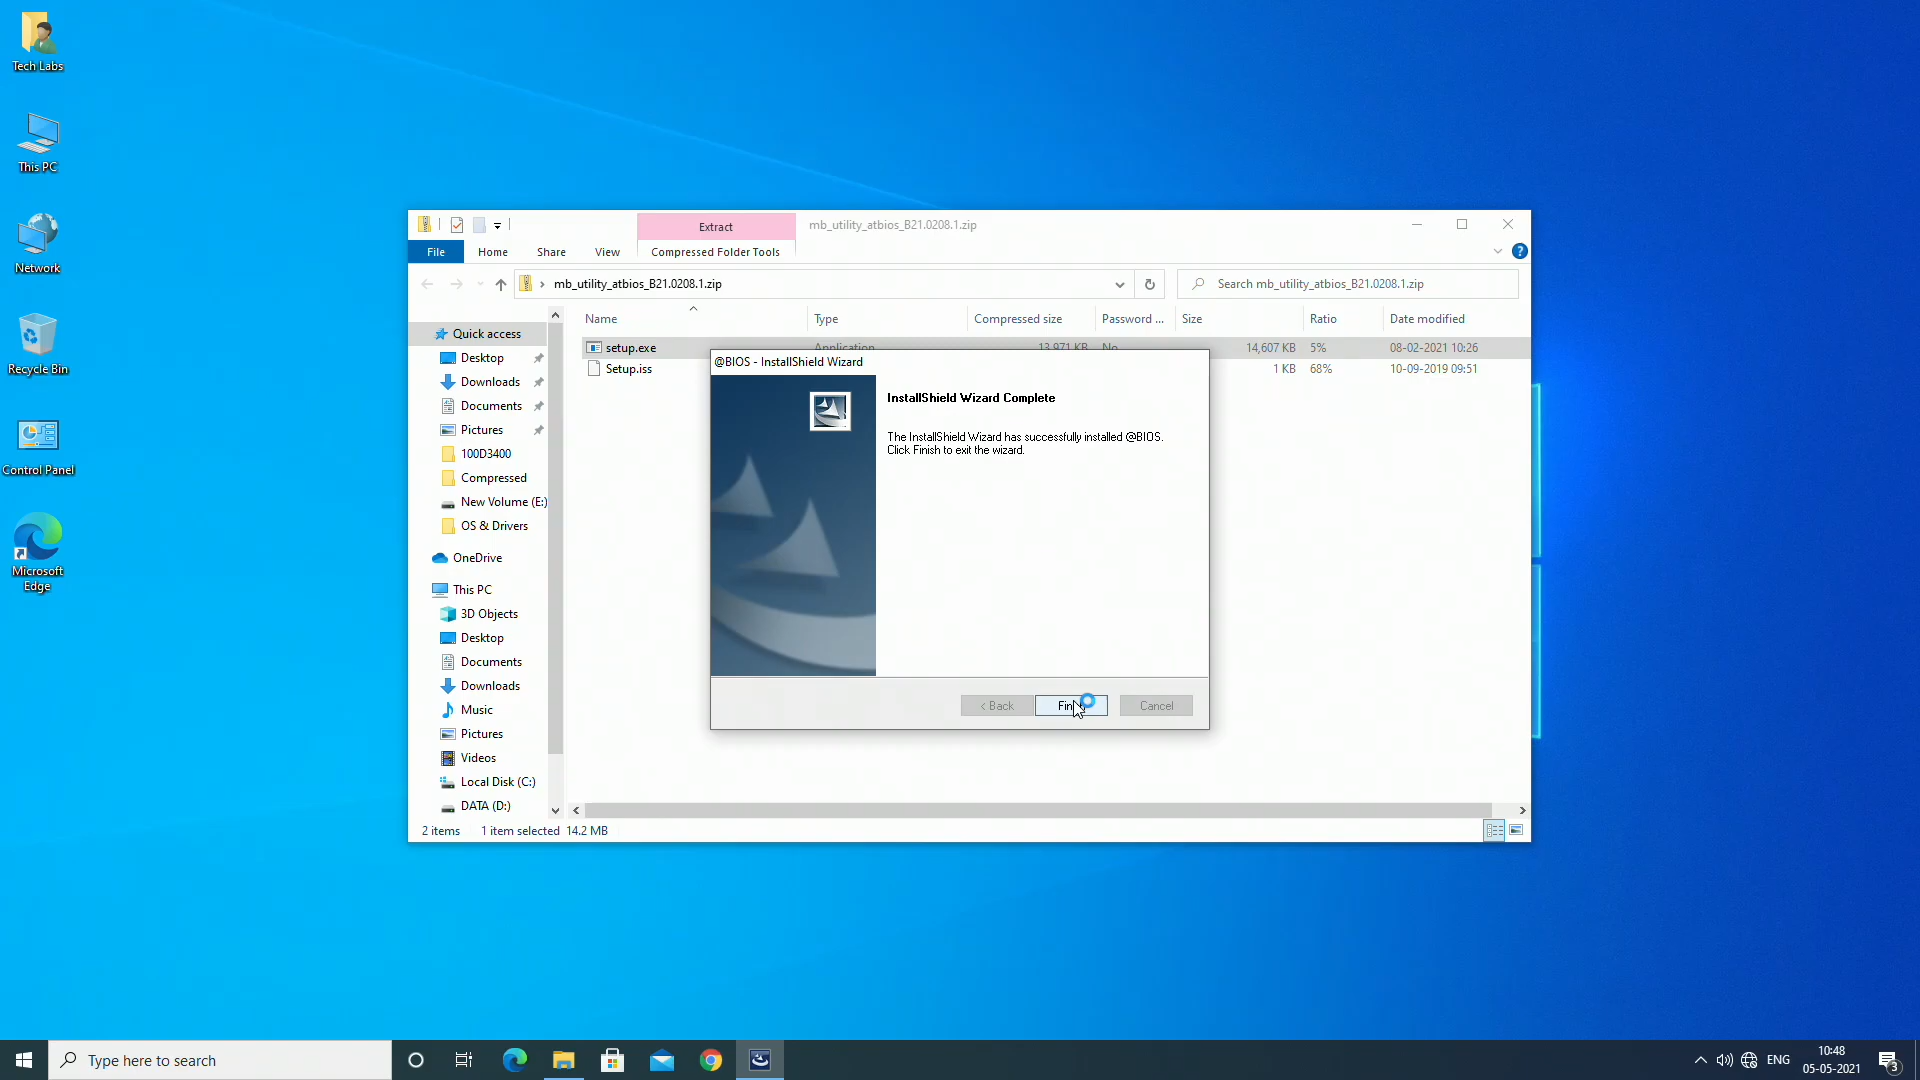 Tech Labs
This PC
Network
Recycle Bin
Control Panel
Microsoft
Edge
Extract
mb_utility_atbios_B21.0208.1.zip
File
Home
Share
View
Compressed Folder Tools
mb_utility_atbios_B21.0208.1.zip
Search mb_utility_atbios_B21.0208.1.zip
Name
Type
Compressed size
Password ...
Size
Ratio
Date modified
setup.exe
Application
13,971 KB
No
14,607 KB
5%
08-02-2021 10:26
Setup.iss
1 KB
68%
10-09-2019 09:51
Quick access
Desktop
Downloads
Documents
Pictures
100D3400
Compressed
New Volume (E:)
OS & Drivers
OneDrive
This PC
3D Objects
Desktop
Documents
Downloads
Music
Pictures
Videos
Local Disk (C:)
DATA (D:)
@BIOS - InstallShield Wizard
InstallShield Wizard Complete
The InstallShield Wizard has successfully installed @BIOS.
Click Finish to exit the wizard.
< Back
Cancel
2 items
1 item selected 14.2 MB
Type here to search
ENG
10:48
05-05-2021
3